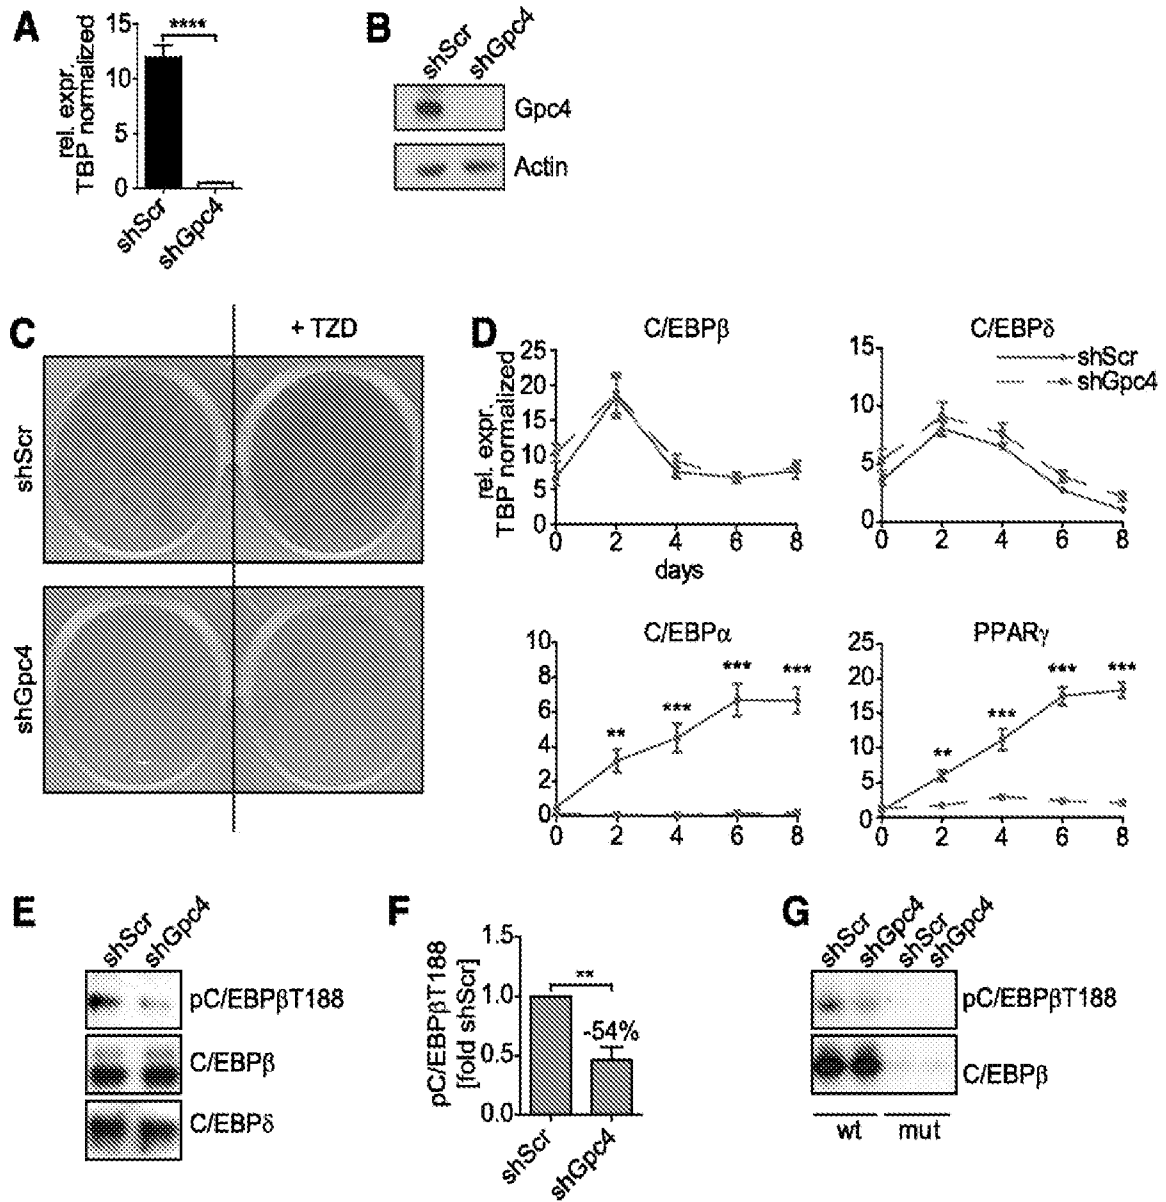 A
rel. expr.
TBP normalized
15
10
5
0
****
shScr
shGpc4
B
shScr
shGpc4
Gpc4
Actin
C
+ TZD
shScr
shGpc4
D
C/EBPβ
rel. expr.
TBP normalized
25
20
15
10
5
0
0 2 4 6 8
days
C/EBPδ
shScr
shGpc4
15
10
5
0
0 2 4 6 8
C/EBPα
10
8
6
4
2
0
** *** *** ***
0 2 4 6 8
PPARγ
25
20
15
10
5
0
** *** *** ***
0 2 4 6 8
E
shScr
shGpc4
pC/EBPβT188
C/EBPβ
C/EBPδ
F
pC/EBPβT188
[fold shScr]
1.5
1.0
0.5
0.0
**
-54%
shScr
shGpc4
G
shScr
shGpc4
shScr
shGpc4
pC/EBPβT188
C/EBPβ
wt mut